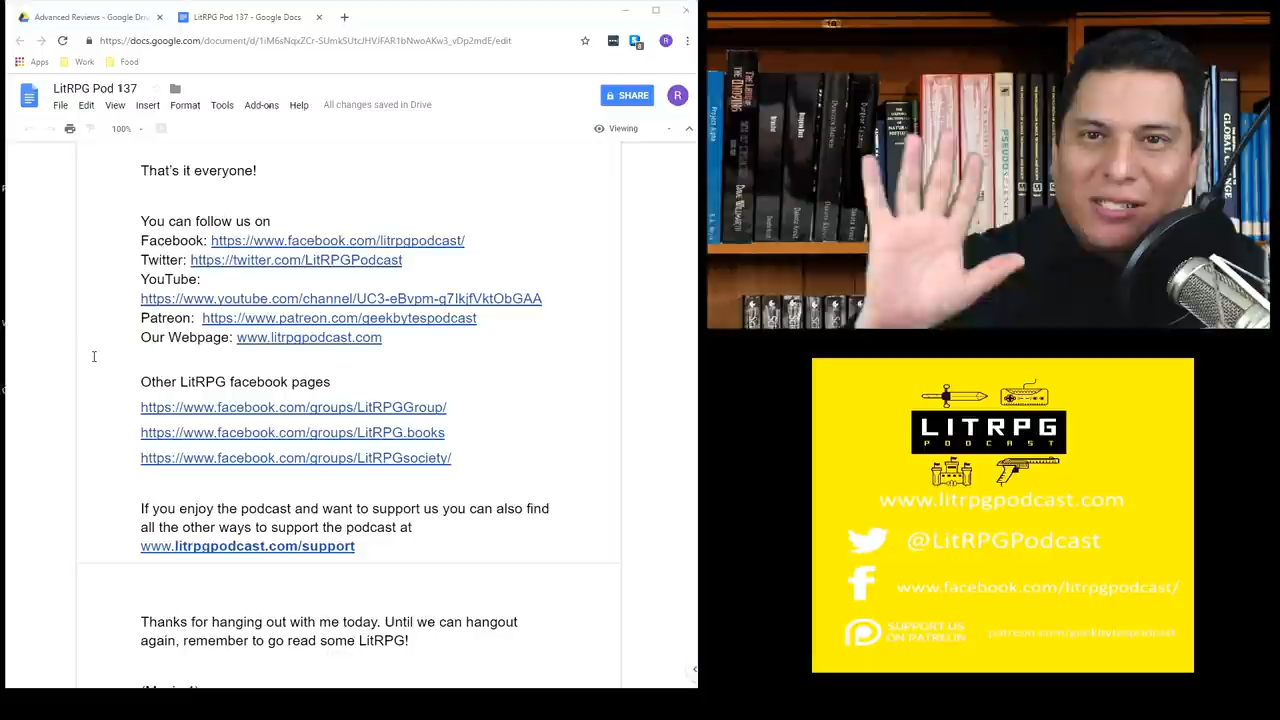 Advanced Reviews - Google Dri
LitRPG Pod 137 - Google Docs
https://docs.google.com/document/d/1iM6sNqxZCr-SUmkSUtcJHVJFAR1bNwoAKw3_vDp2mdE/edit
Apps
Work
Food
LitRPG Pod 137
File Edit View Insert Format Tools Add-ons Help All changes saved in Drive
SHARE
R
100%
Viewing
That's it everyone!
You can follow us on
Facebook: https://www.facebook.com/litrpgpodcast/
Twitter: https://twitter.com/LitRPGPodcast
YouTube:
https://www.youtube.com/channel/UC3-eBvpm-q7IkjfVktObGAA
Patreon: https://www.patreon.com/geekbytespodcast
Our Webpage: www.litrpgpodcast.com
Other LitRPG facebook pages
https://www.facebook.com/groups/LitRPGGroup/
https://www.facebook.com/groups/LitRPG.books
https://www.facebook.com/groups/LitRPGsociety/
If you enjoy the podcast and want to support us you can also find
all the other ways to support the podcast at
www.litrpgpodcast.com/support
Thanks for hanging out with me today. Until we can hangout
again, remember to go read some LitRPG!
PSEUDO
GLOBAL CHANGE
LITRPG
PODCAST
www.litrpgpodcast.com
@LitRPGPodcast
www.facebook.com/litrpgpodcast/
SUPPORT US
ON PATREON
patreon.com/geekbytespodcast